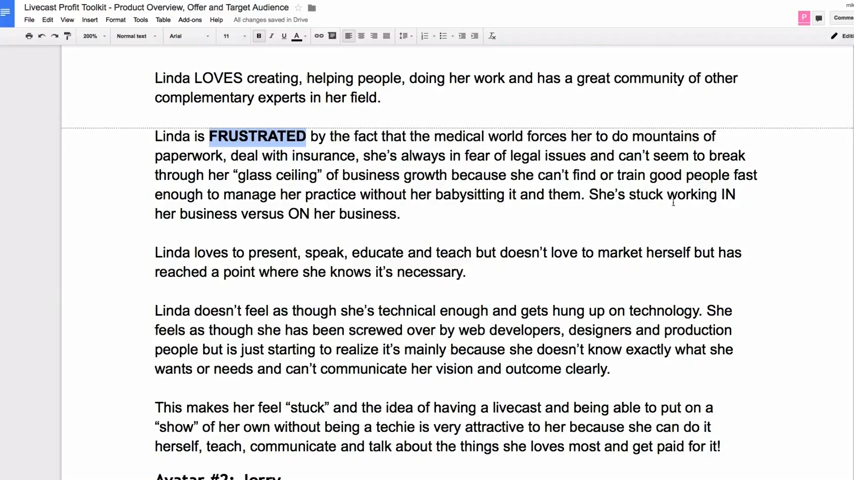 Livecast Profit Toolkit - Product Overview, Offer and Target Audience
File Edit View Insert Format Tools Table Add-ons Help All changes saved in Drive
P Comme
200% Normal text Arial 11 B I U A
Linda LOVES creating, helping people, doing her work and has a great community of other
complementary experts in her field.
Linda is FRUSTRATED by the fact that the medical world forces her to do mountains of
paperwork, deal with insurance, she's always in fear of legal issues and can't seem to break
through her “glass ceiling” of business growth because she can't find or train good people fast
enough to manage her practice without her babysitting it and them. She's stuck working IN
her business versus ON her business.
Linda loves to present, speak, educate and teach but doesn't love to market herself but has
reached a point where she knows it's necessary.
Linda doesn't feel as though she's technical enough and gets hung up on technology. She
feels as though she has been screwed over by web developers, designers and production
people but is just starting to realize it's mainly because she doesn't know exactly what she
wants or needs and can't communicate her vision and outcome clearly.
This makes her feel “stuck” and the idea of having a livecast and being able to put on a
“show” of her own without being a techie is very attractive to her because she can do it
herself, teach, communicate and talk about the things she loves most and get paid for it!
Avatar #2: Jerry